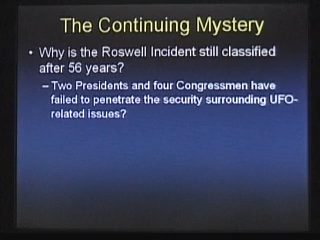 The Continuing Mystery
• Why is the Roswell Incident still classified
after 56 years?
– Two Presidents and four Congressmen have
failed to penetrate the security surrounding UFO-
related issues?